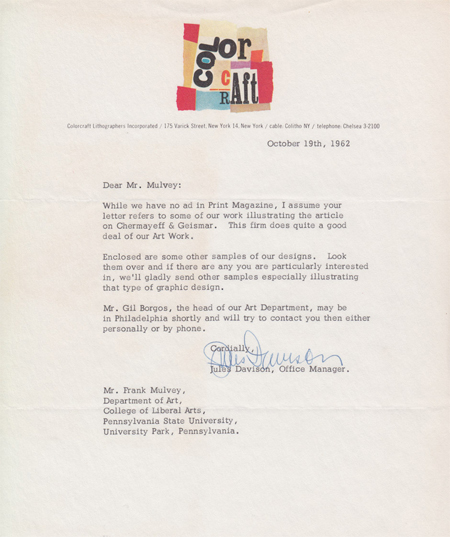 COLOR
CRAft
Colorcraft Lithographers Incorporated / 175 Varick Street, New York 14, New York / cable: Colitho NY / telephone: Chelsea 3-2100
October 19th, 1962
Dear Mr. Mulvey:
While we have no ad in Print Magazine, I assume your
letter refers to some of our work illustrating the article
on Chermayeff & Geismar. This firm does quite a good
deal of our Art Work.
Enclosed are some other samples of our designs. Look
them over and if there are any you are particularly interested
in, we'll gladly send other samples especially illustrating
that type of graphic design.
Mr. Gil Borgos, the head of our Art Department, may be
in Philadelphia shortly and will try to contact you then either
personally or by phone.
Cordially,
Jules Davison
Jules Davison, Office Manager.
Mr. Frank Mulvey,
Department of Art,
College of Liberal Arts,
Pennsylvania State University,
University Park, Pennsylvania.